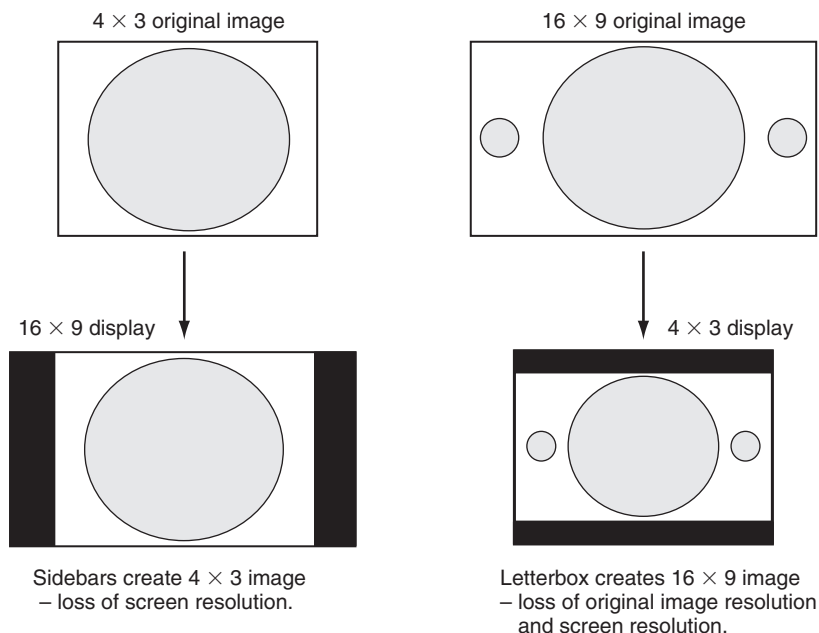 4 × 3 original image
16 × 9 original image
16 × 9 display
4 × 3 display
Sidebars create 4 × 3 image
– loss of screen resolution.
Letterbox creates 16 × 9 image
– loss of original image resolution
and screen resolution.